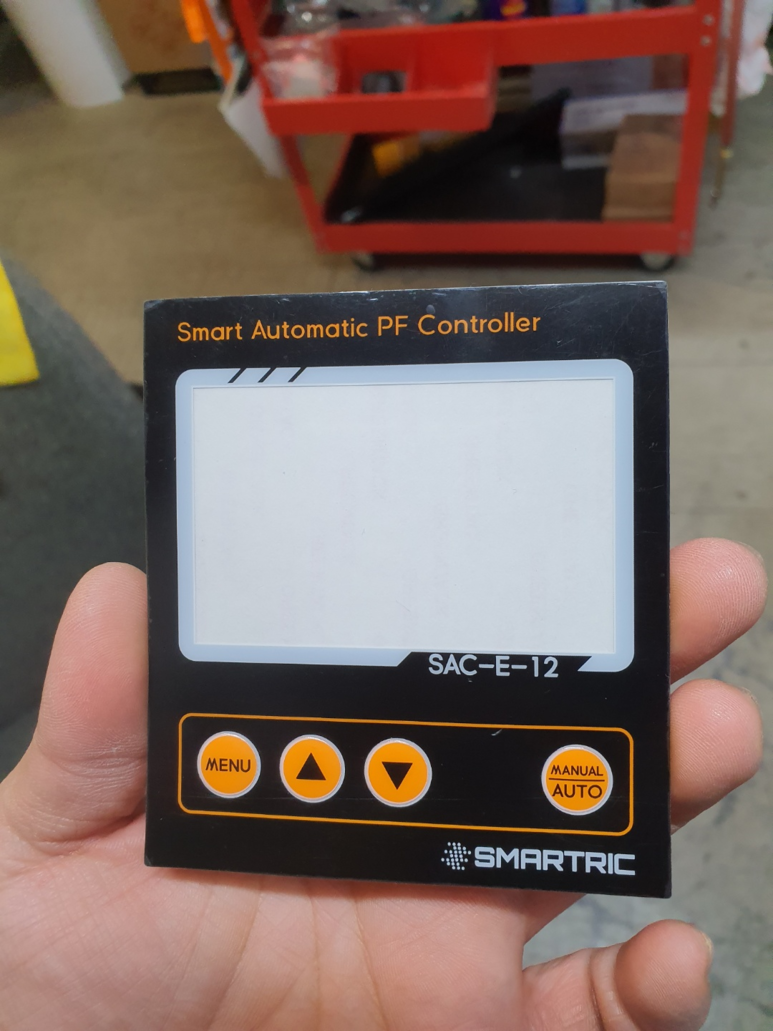 Smart Automatic PF Controller
SAC-E-12
MENU
MANUAL
AUTO
SMARTRIC